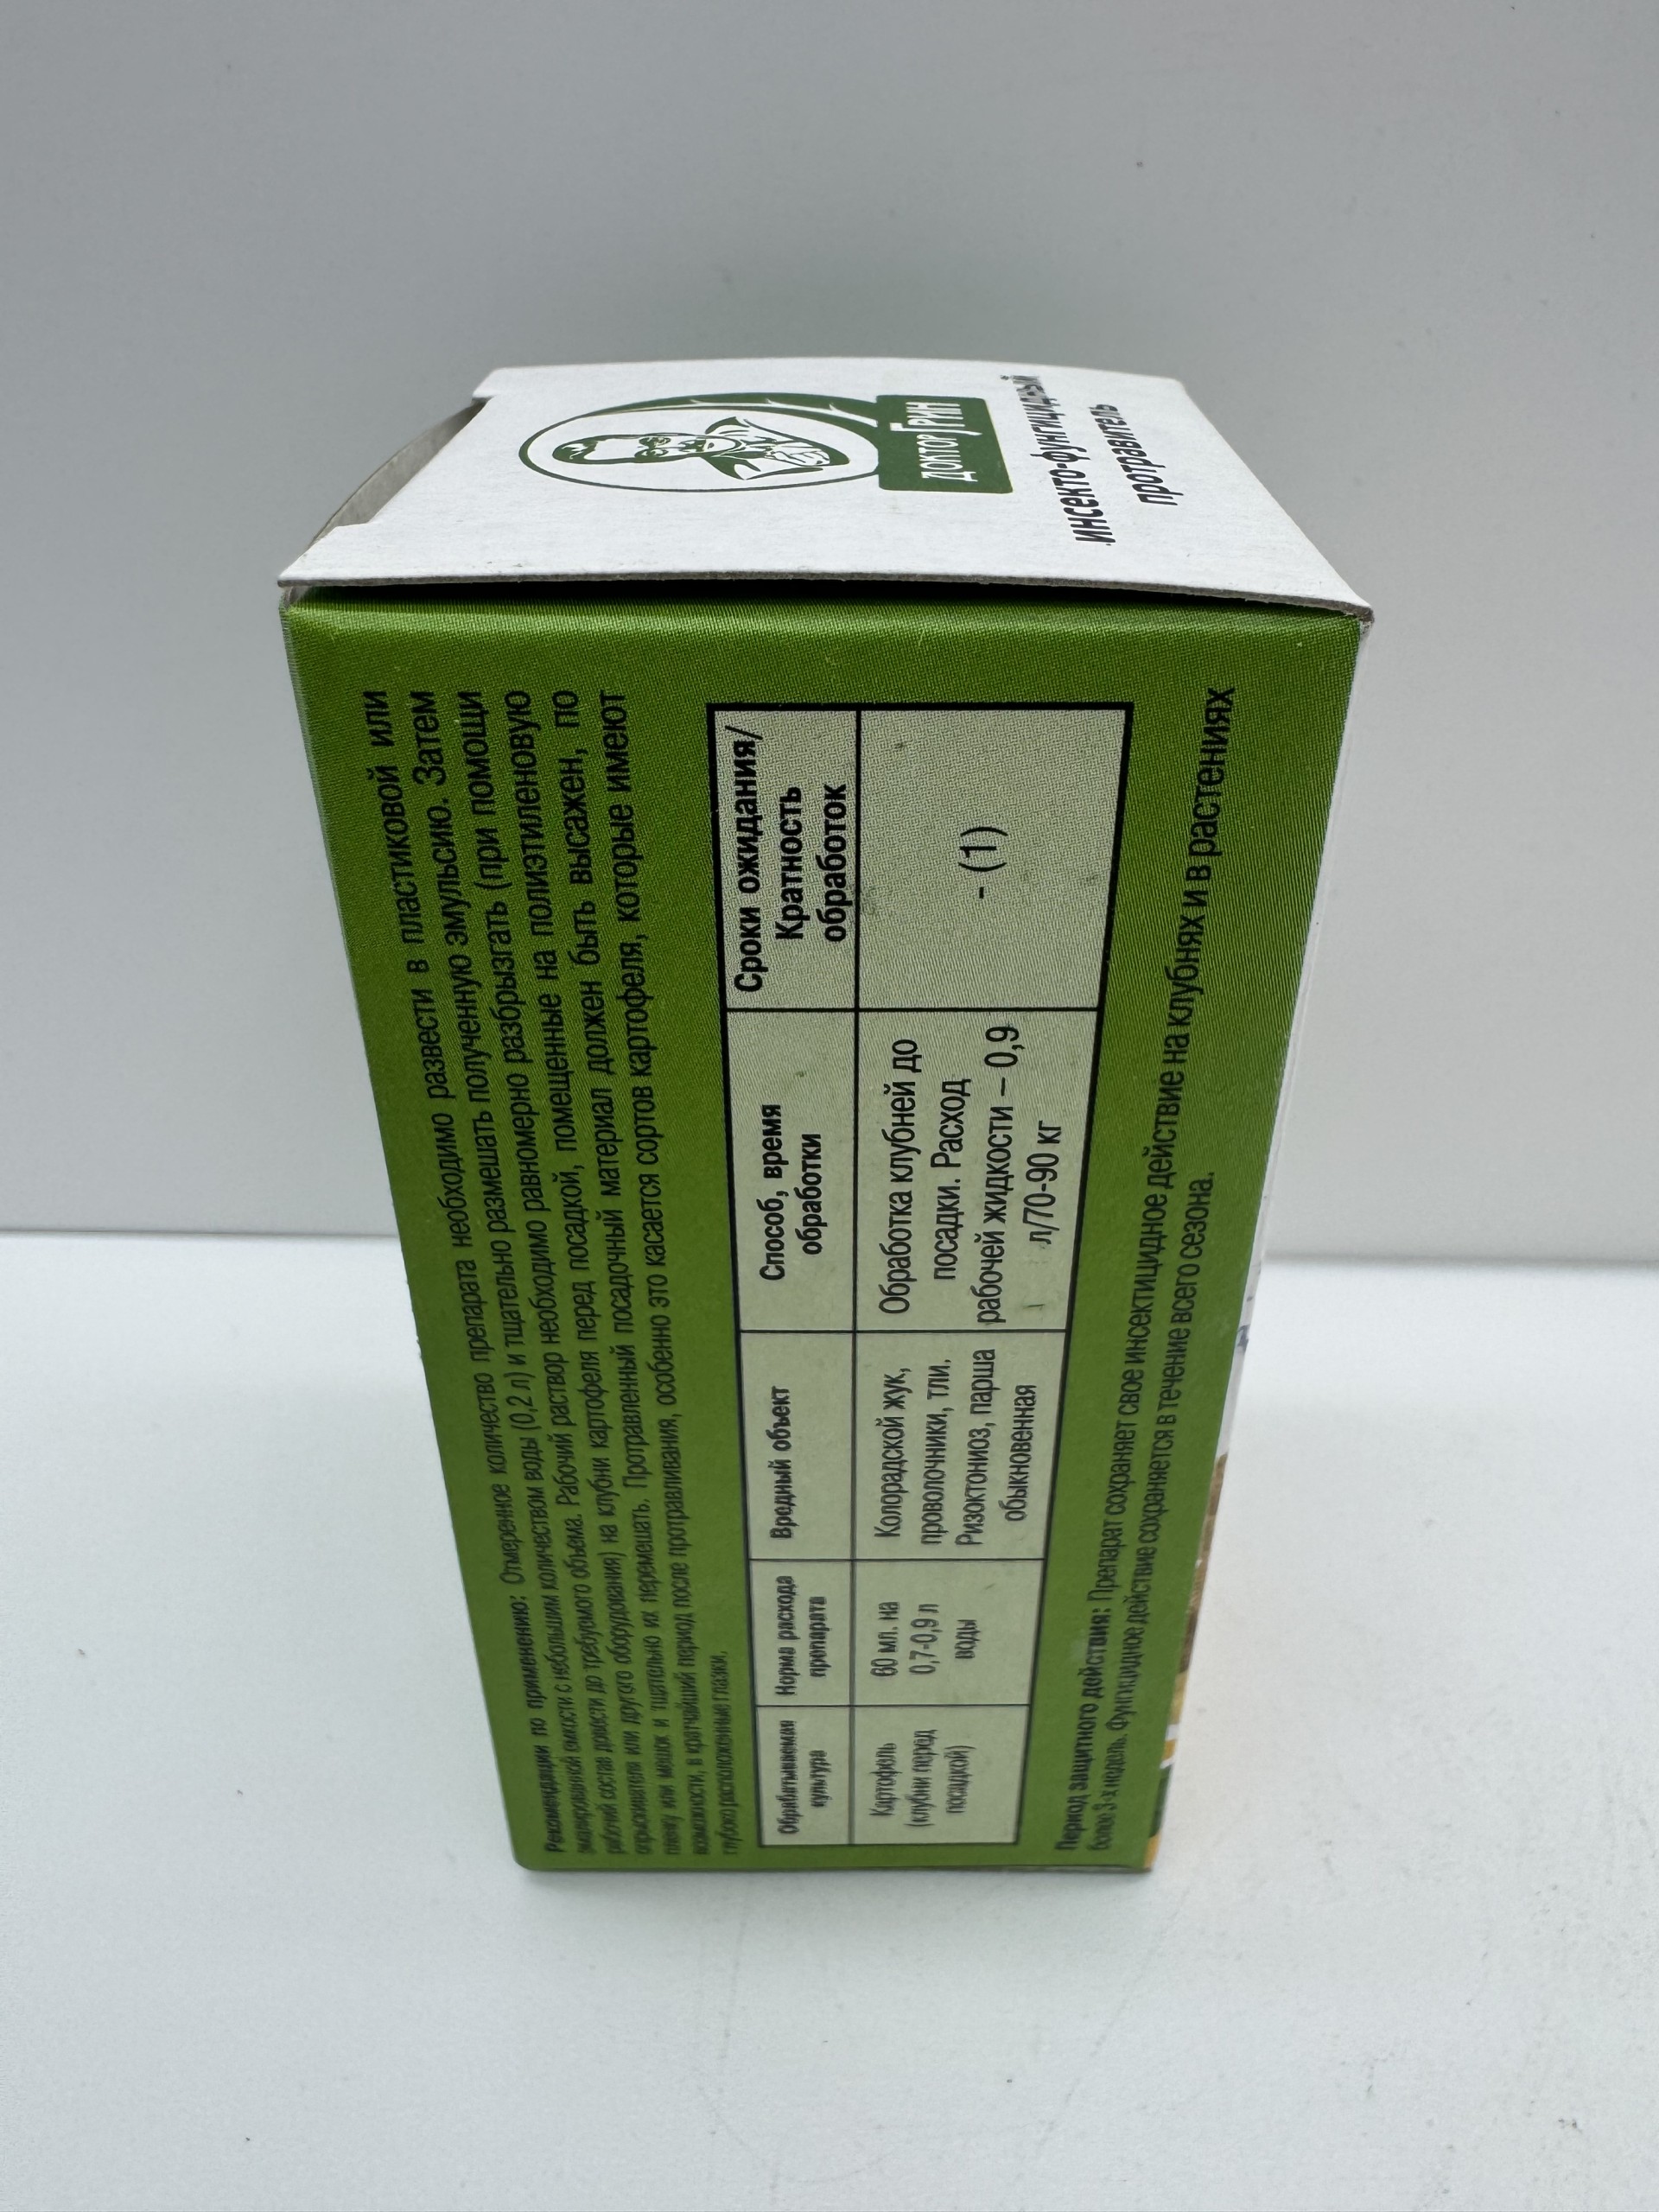 ДОКТОР ГРИН
инсекто-фунгицидный
протравитель
Рекомендации по применению: Отмеренное количество препарата необходимо развести в пластиковой или
эмалированной емкости с небольшим количеством воды (0,2 л) и тщательно размешать полученную эмульсию. Затем
рабочий состав довести до требуемого объема. Рабочий раствор необходимо равномерно разбрызгать (при помощи
опрыскивателя или другого оборудования) на клубни картофеля перед посадкой, помещенные на полиэтиленовую
пленку или мешок и тщательно их перемешать. Протравленный посадочный материал должен быть высажен, по
возможности, в кратчайший период после протравливания, особенно это касается сортов картофеля, которые имеют
глубоко расположенные глазки.
Обрабатываемая
культура
Норма расхода
препарата
Вредный объект
Способ, время
обработки
Сроки ожидания/
Кратность
обработок
Картофель
(клубни перед
посадкой)
60 мл. на
0,7-0,9 л
воды
Колорадской жук,
проволочники, тли.
Ризоктониоз, парша
обыкновенная
Обработка клубней до
посадки. Расход
рабочей жидкости – 0,9
л/70-90 кг
- (1)
Период защитного действия: Препарат сохраняет свое инсектицидное действие на клубнях и в растениях
более 3-х недель. Фунгицидное действие сохраняется в течение всего сезона.